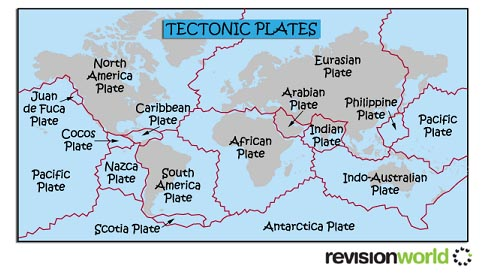 TECTONIC PLATES
North
America
Plate
Eurasian
Plate
Juan
de Fuca
Plate
Caribbean
Plate
Arabian
Plate
Philippine
Plate
Cocos
Plate
African
Plate
Indian
Plate
Pacific
Plate
Pacific
Plate
Nazca
Plate
South
America
Plate
Indo-Australian
Plate
Scotia Plate
Antarctica Plate
revisionworld